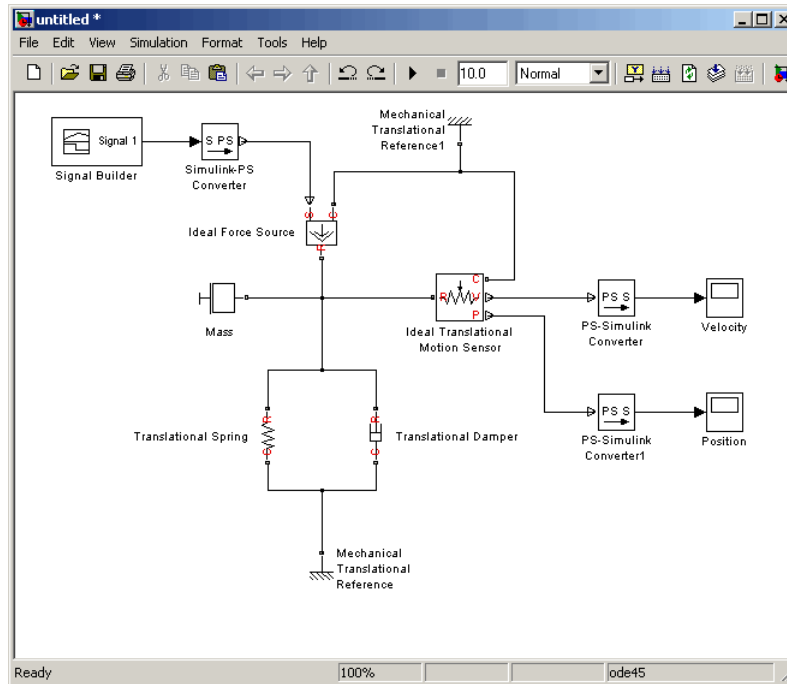 untitled *
File Edit View Simulation Format Tools Help
10.0 Normal
Signal 1
Signal Builder
S PS
Simulink-PS
Converter
Mechanical
Translational
Reference1
Ideal Force Source
Mass
R C V P
Ideal Translational
Motion Sensor
PS S
PS-Simulink
Converter
Velocity
Translational Spring
R
C
Translational Damper
R
C
PS S
PS-Simulink
Converter1
Position
Mechanical
Translational
Reference
Ready 100% ode45